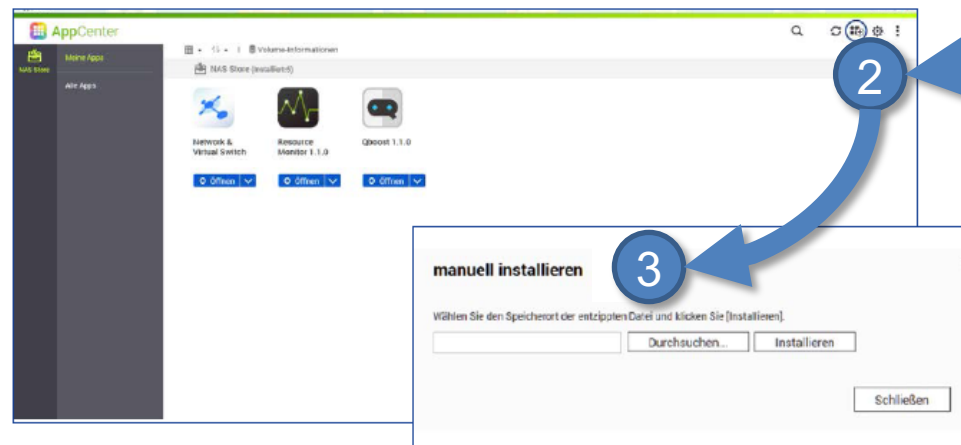 AppCenter
NAS Store
Meine Apps
Alle Apps
Volume-Informationen
NAS Store (installiert:6)
Network &
Virtual Switch
Resource
Monitor 1.1.0
Qboost 1.1.0
Öffnen
Öffnen
Öffnen
2
3
manuell installieren
Wählen Sie den Speicherort der entzippten Datei und klicken Sie [Installieren].
Durchsuchen...
Installieren
Schließen